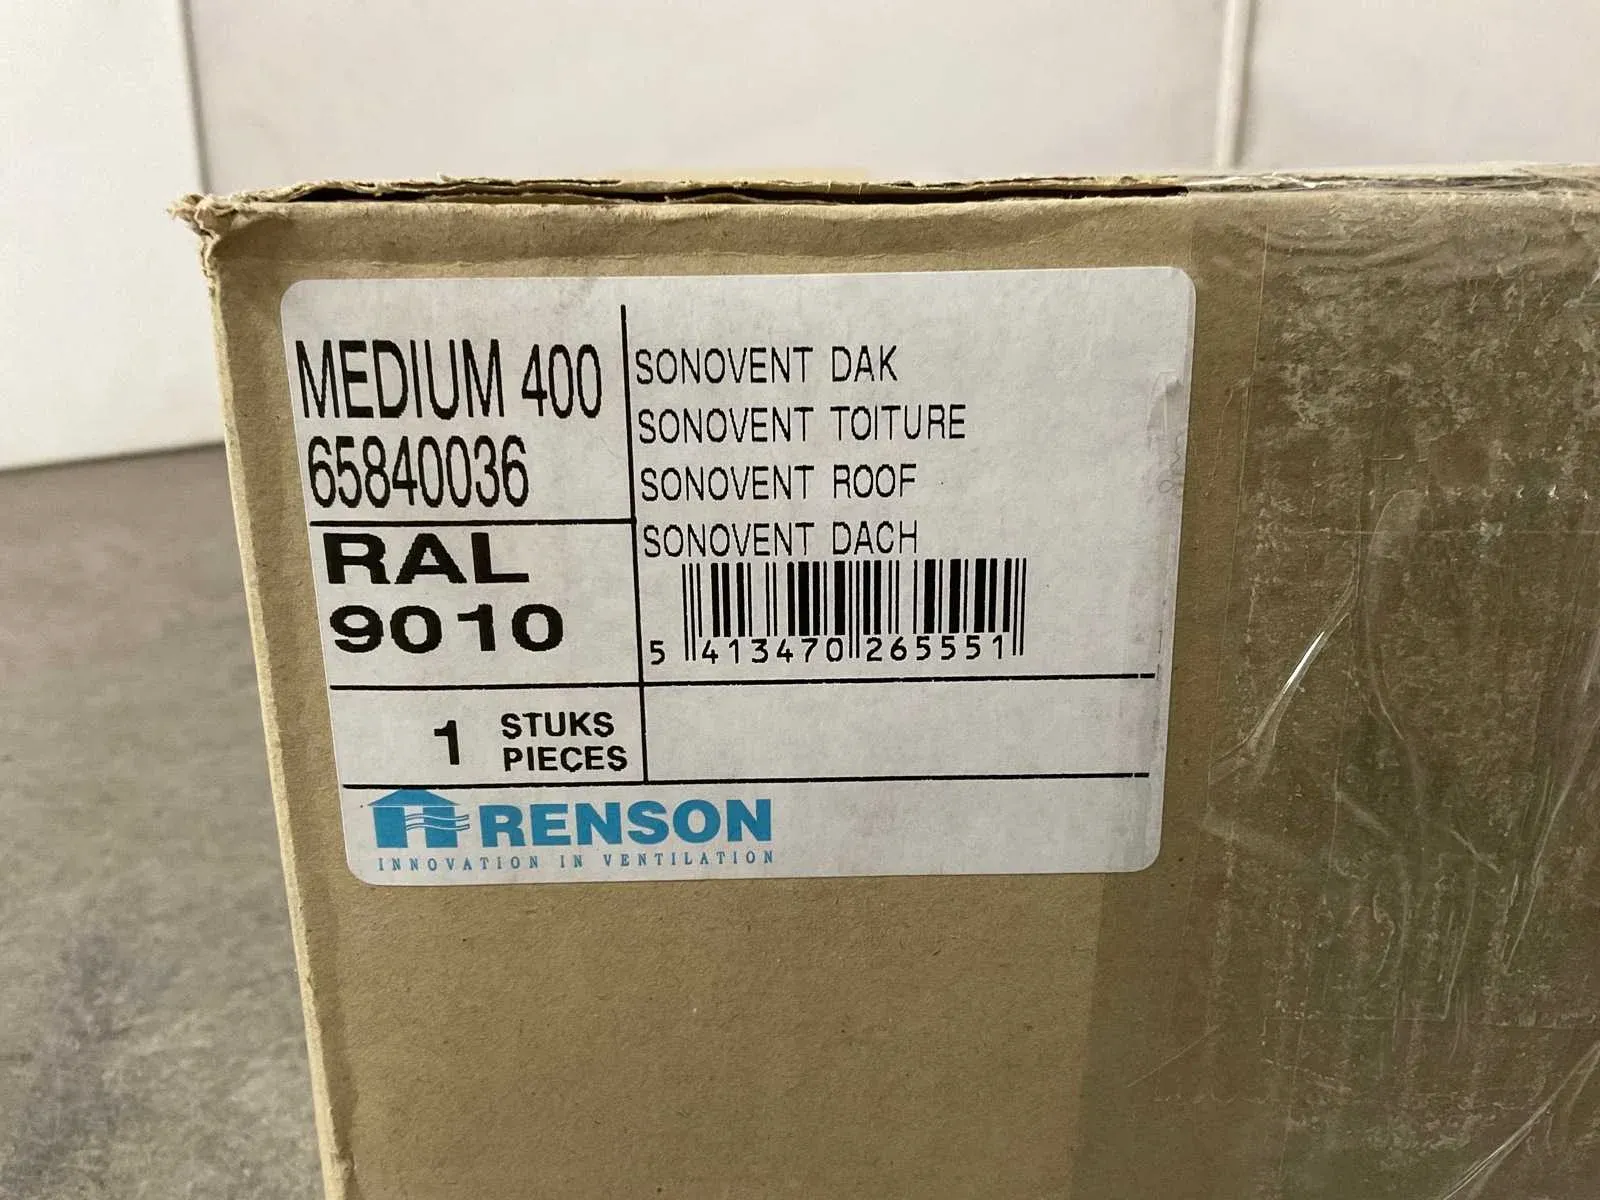 MEDIUM 400
65840036
RAL
9010
SONOVENT DAK
SONOVENT TOITURE
SONOVENT ROOF
SONOVENT DACH
5 413470 265551
1 STUKS
PIECES
RENSON
INNOVATION IN VENTILATION